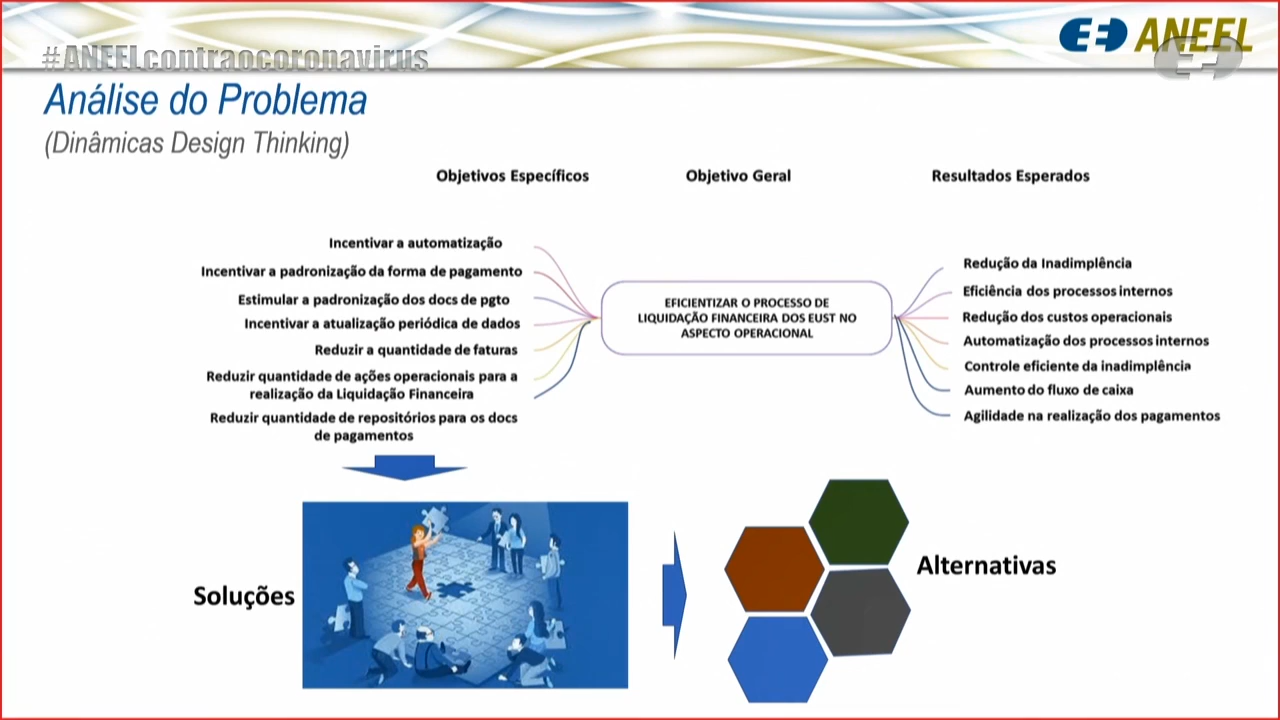 ANEEL
#ANEELcontraocoronavirus
Análise do Problema
(Dinâmicas Design Thinking)
Objetivos Específicos
Objetivo Geral
Resultados Esperados
Incentivar a automatização
Incentivar a padronização da forma de pagamento
Estimular a padronização dos docs de pgto
Incentivar a atualização periódica de dados
Reduzir a quantidade de faturas
Reduzir quantidade de ações operacionais para a
realização da Liquidação Financeira
Reduzir quantidade de repositórios para os docs
de pagamentos
EFICIENTIZAR O PROCESSO DE
LIQUIDAÇÃO FINANCEIRA DOS EUST NO
ASPECTO OPERACIONAL
Redução da Inadimplência
Eficiência dos processos internos
Redução dos custos operacionais
Automatização dos processos internos
Controle eficiente da inadimplência
Aumento do fluxo de caixa
Agilidade na realização dos pagamentos
Soluções
Alternativas